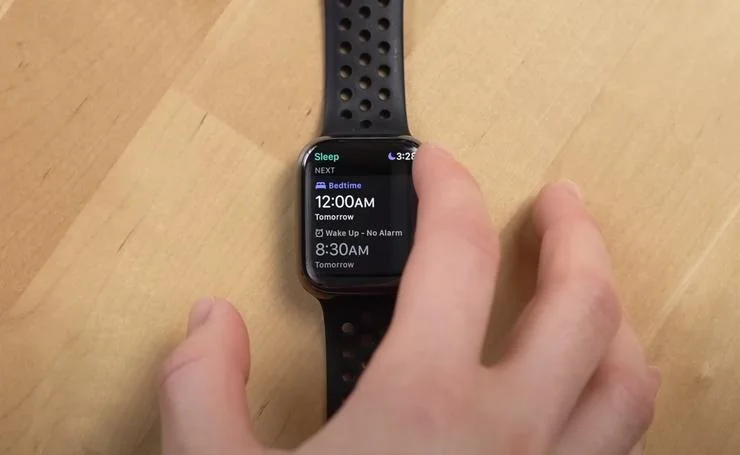 Sleep 3:28
NEXT
Bedtime
12:00AM
Tomorrow
Wake Up - No Alarm
8:30AM
Tomorrow